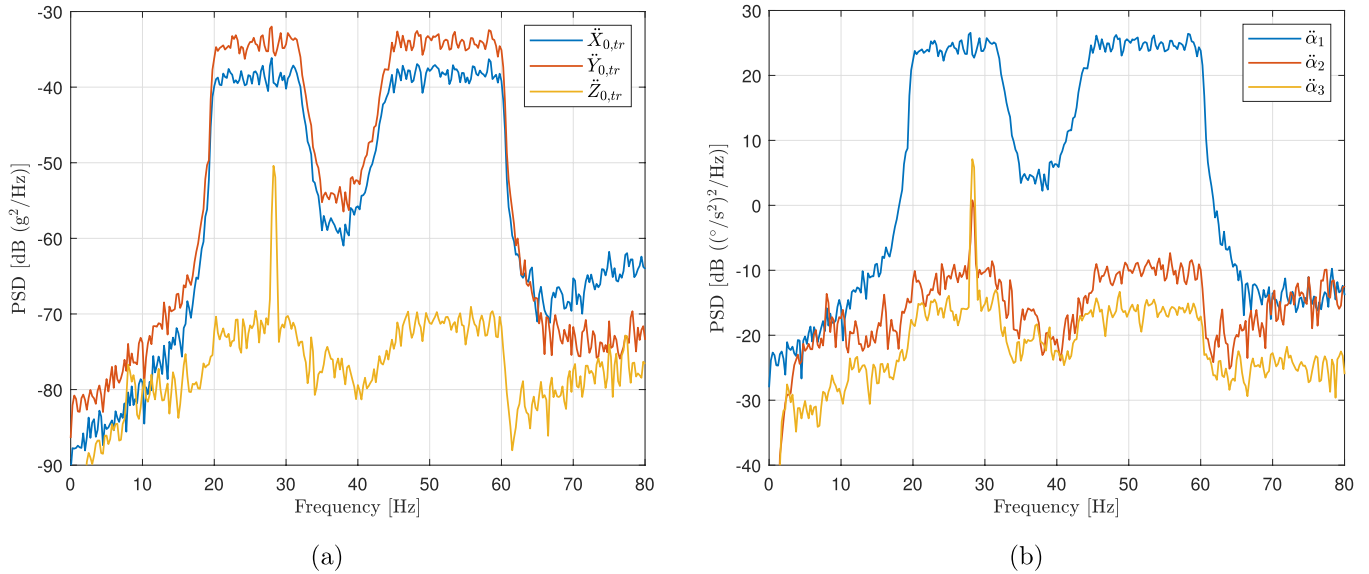 -30
-40
-50
-60
-70
-80
-90
PSD [dB (g²/Hz)]
0 10 20 30 40 50 60 70 80
Frequency [Hz]
Ẍ₀,ₜᵣ
Ÿ₀,ₜᵣ
Z̈₀,ₜᵣ
(a)
30
20
10
0
-10
-20
-30
-40
PSD [dB ((°/s²)²/Hz)]
0 10 20 30 40 50 60 70 80
Frequency [Hz]
α̈₁
α̈₂
α̈₃
(b)